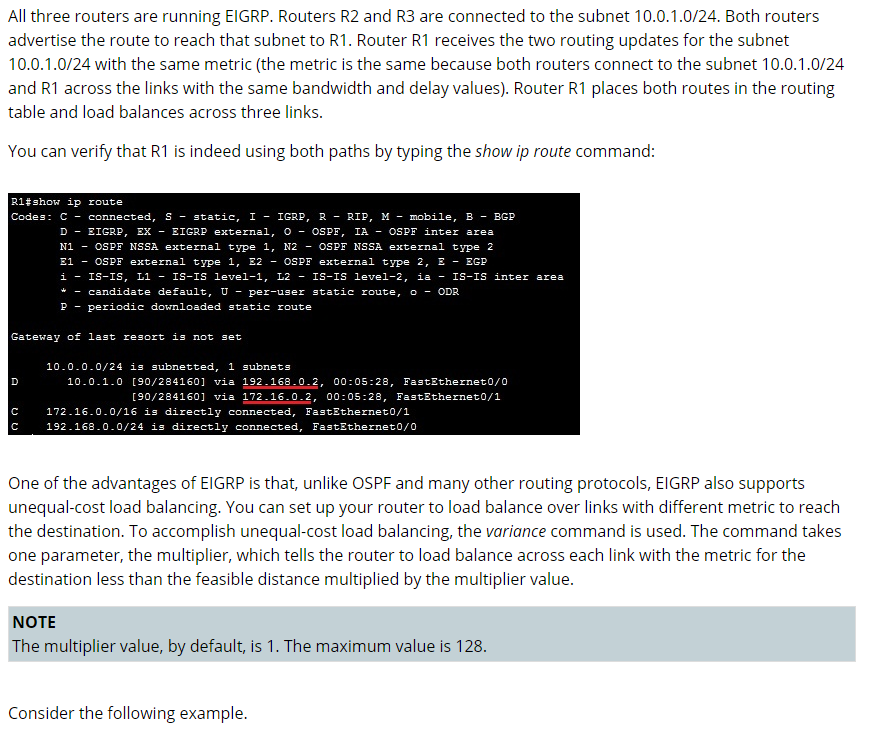 All three routers are running EIGRP. Routers R2 and R3 are connected to the subnet 10.0.1.0/24. Both routers
advertise the route to reach that subnet to R1. Router R1 receives the two routing updates for the subnet
10.0.1.0/24 with the same metric (the metric is the same because both routers connect to the subnet 10.0.1.0/24
and R1 across the links with the same bandwidth and delay values). Router R1 places both routes in the routing
table and load balances across three links.
You can verify that R1 is indeed using both paths by typing the show ip route command:
R1#show ip route
Codes: C - connected, S - static, I - IGRP, R - RIP, M - mobile, B - BGP
D - EIGRP, EX - EIGRP external, O - OSPF, IA - OSPF inter area
N1 - OSPF NSSA external type 1, N2 - OSPF NSSA external type 2
E1 - OSPF external type 1, E2 - OSPF external type 2, E - EGP
i - IS-IS, L1 - IS-IS level-1, L2 - IS-IS level-2, ia - IS-IS inter area
* - candidate default, U - per-user static route, o - ODR
P - periodic downloaded static route
Gateway of last resort is not set
10.0.0.0/24 is subnetted, 1 subnets
D 10.0.1.0 [90/284160] via 192.168.0.2, 00:05:28, FastEthernet0/0
[90/284160] via 172.16.0.2, 00:05:28, FastEthernet0/1
C 172.16.0.0/16 is directly connected, FastEthernet0/1
C 192.168.0.0/24 is directly connected, FastEthernet0/0
One of the advantages of EIGRP is that, unlike OSPF and many other routing protocols, EIGRP also supports
unequal-cost load balancing. You can set up your router to load balance over links with different metric to reach
the destination. To accomplish unequal-cost load balancing, the variance command is used. The command takes
one parameter, the multiplier, which tells the router to load balance across each link with the metric for the
destination less than the feasible distance multiplied by the multiplier value.
NOTE
The multiplier value, by default, is 1. The maximum value is 128.
Consider the following example.